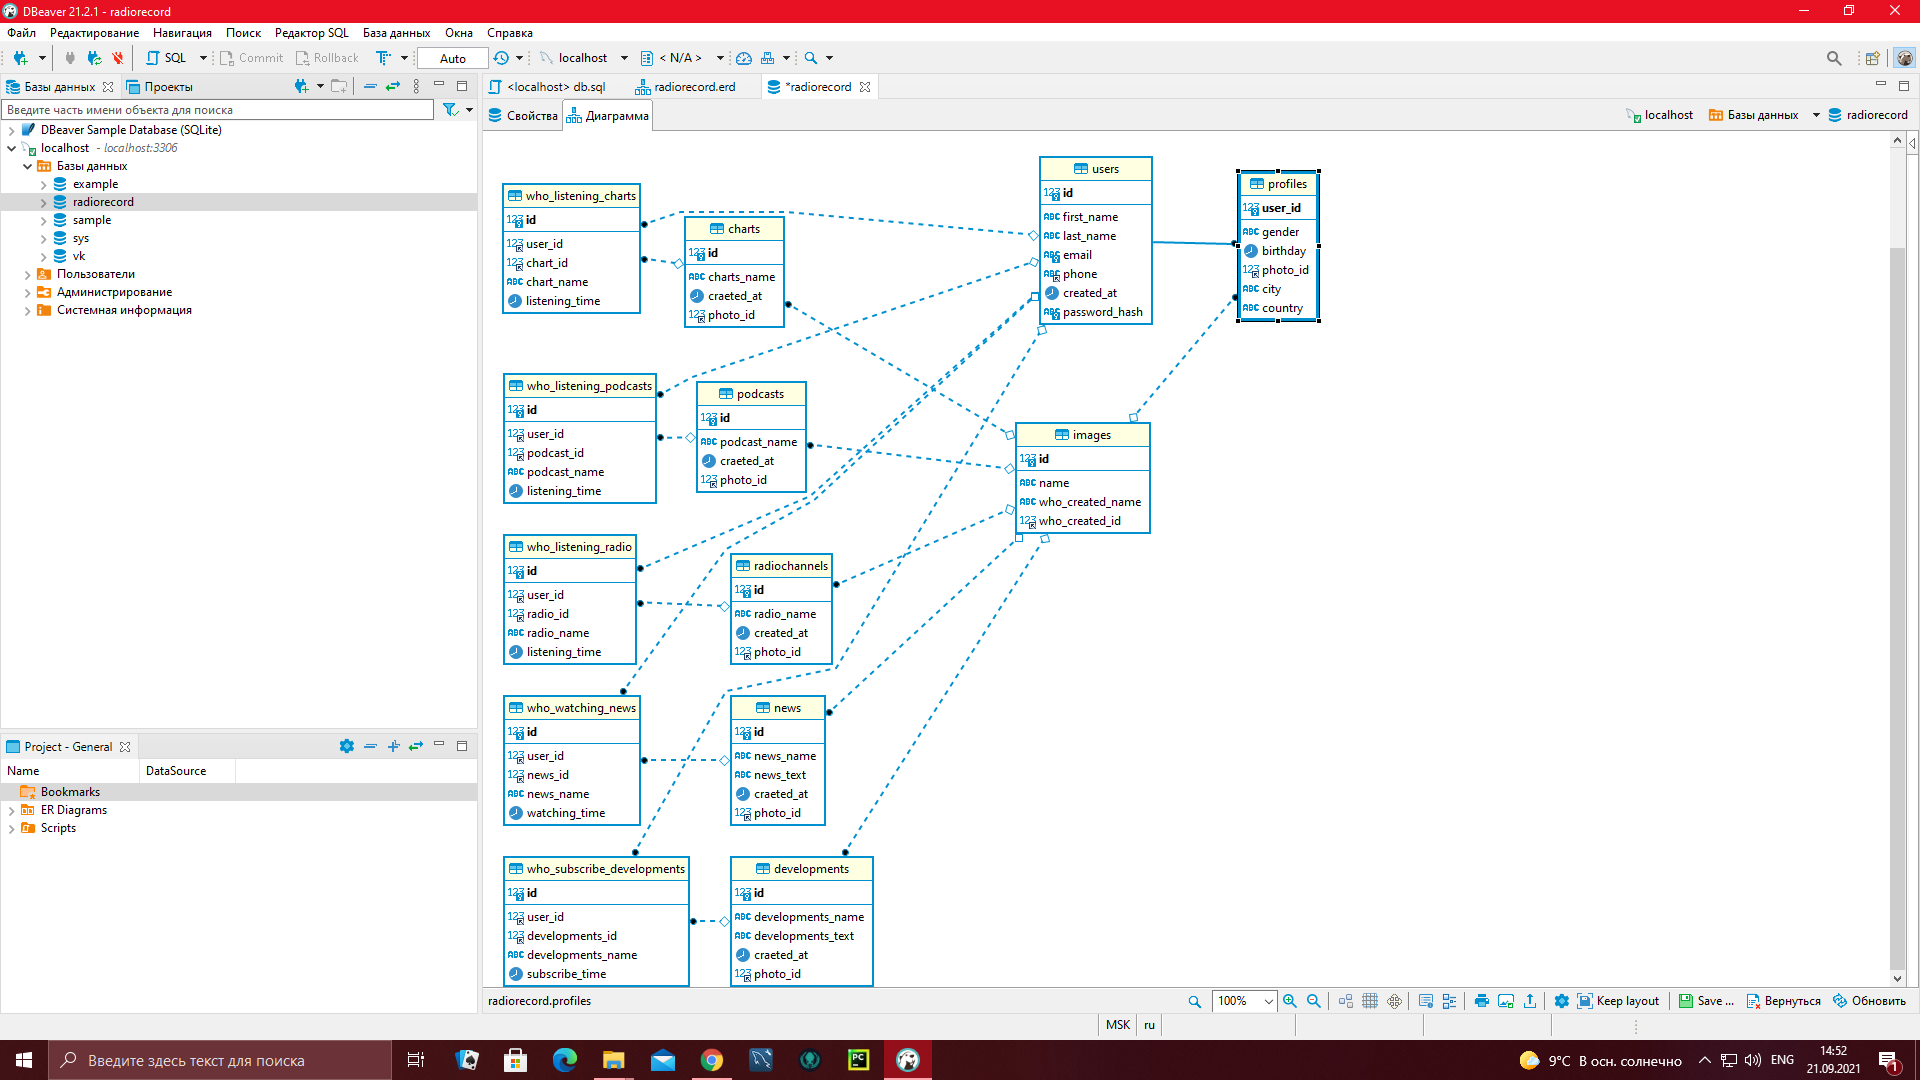 DBeaver 21.2.1 - radiorecord
Файл Редактирование Навигация Поиск Редактор SQL База данных Окна Справка
SQL Commit Rollback Auto localhost < N/A >
Базы данных Проекты
<localhost> db.sql radiorecord.erd *radiorecord
Введите часть имени объекта для поиска
Свойства Диаграмма
localhost Базы данных radiorecord
DBeaver Sample Database (SQLite)
localhost - localhost:3306
Базы данных
example
radiorecord
sample
sys
vk
Пользователи
Администрирование
Системная информация
Project - General
Name DataSource
Bookmarks
ER Diagrams
Scripts
who_listening_charts
id
user_id
chart_id
chart_name
listening_time
charts
id
charts_name
craeted_at
photo_id
users
id
first_name
last_name
email
phone
created_at
password_hash
profiles
user_id
gender
birthday
photo_id
city
country
who_listening_podcasts
id
user_id
podcast_id
podcast_name
listening_time
podcasts
id
podcast_name
craeted_at
photo_id
images
id
name
who_created_name
who_created_id
who_listening_radio
id
user_id
radio_id
radio_name
listening_time
radiochannels
id
radio_name
created_at
photo_id
who_watching_news
id
user_id
news_id
news_name
watching_time
news
id
news_name
news_text
craeted_at
photo_id
who_subscribe_developments
id
user_id
developments_id
developments_name
subscribe_time
developments
id
developments_name
developments_text
craeted_at
photo_id
radiorecord.profiles
100% Keep layout Save ... Вернуться Обновить
MSK ru
Введите здесь текст для поиска
9°C В осн. солнечно ENG
14:52
21.09.2021
1